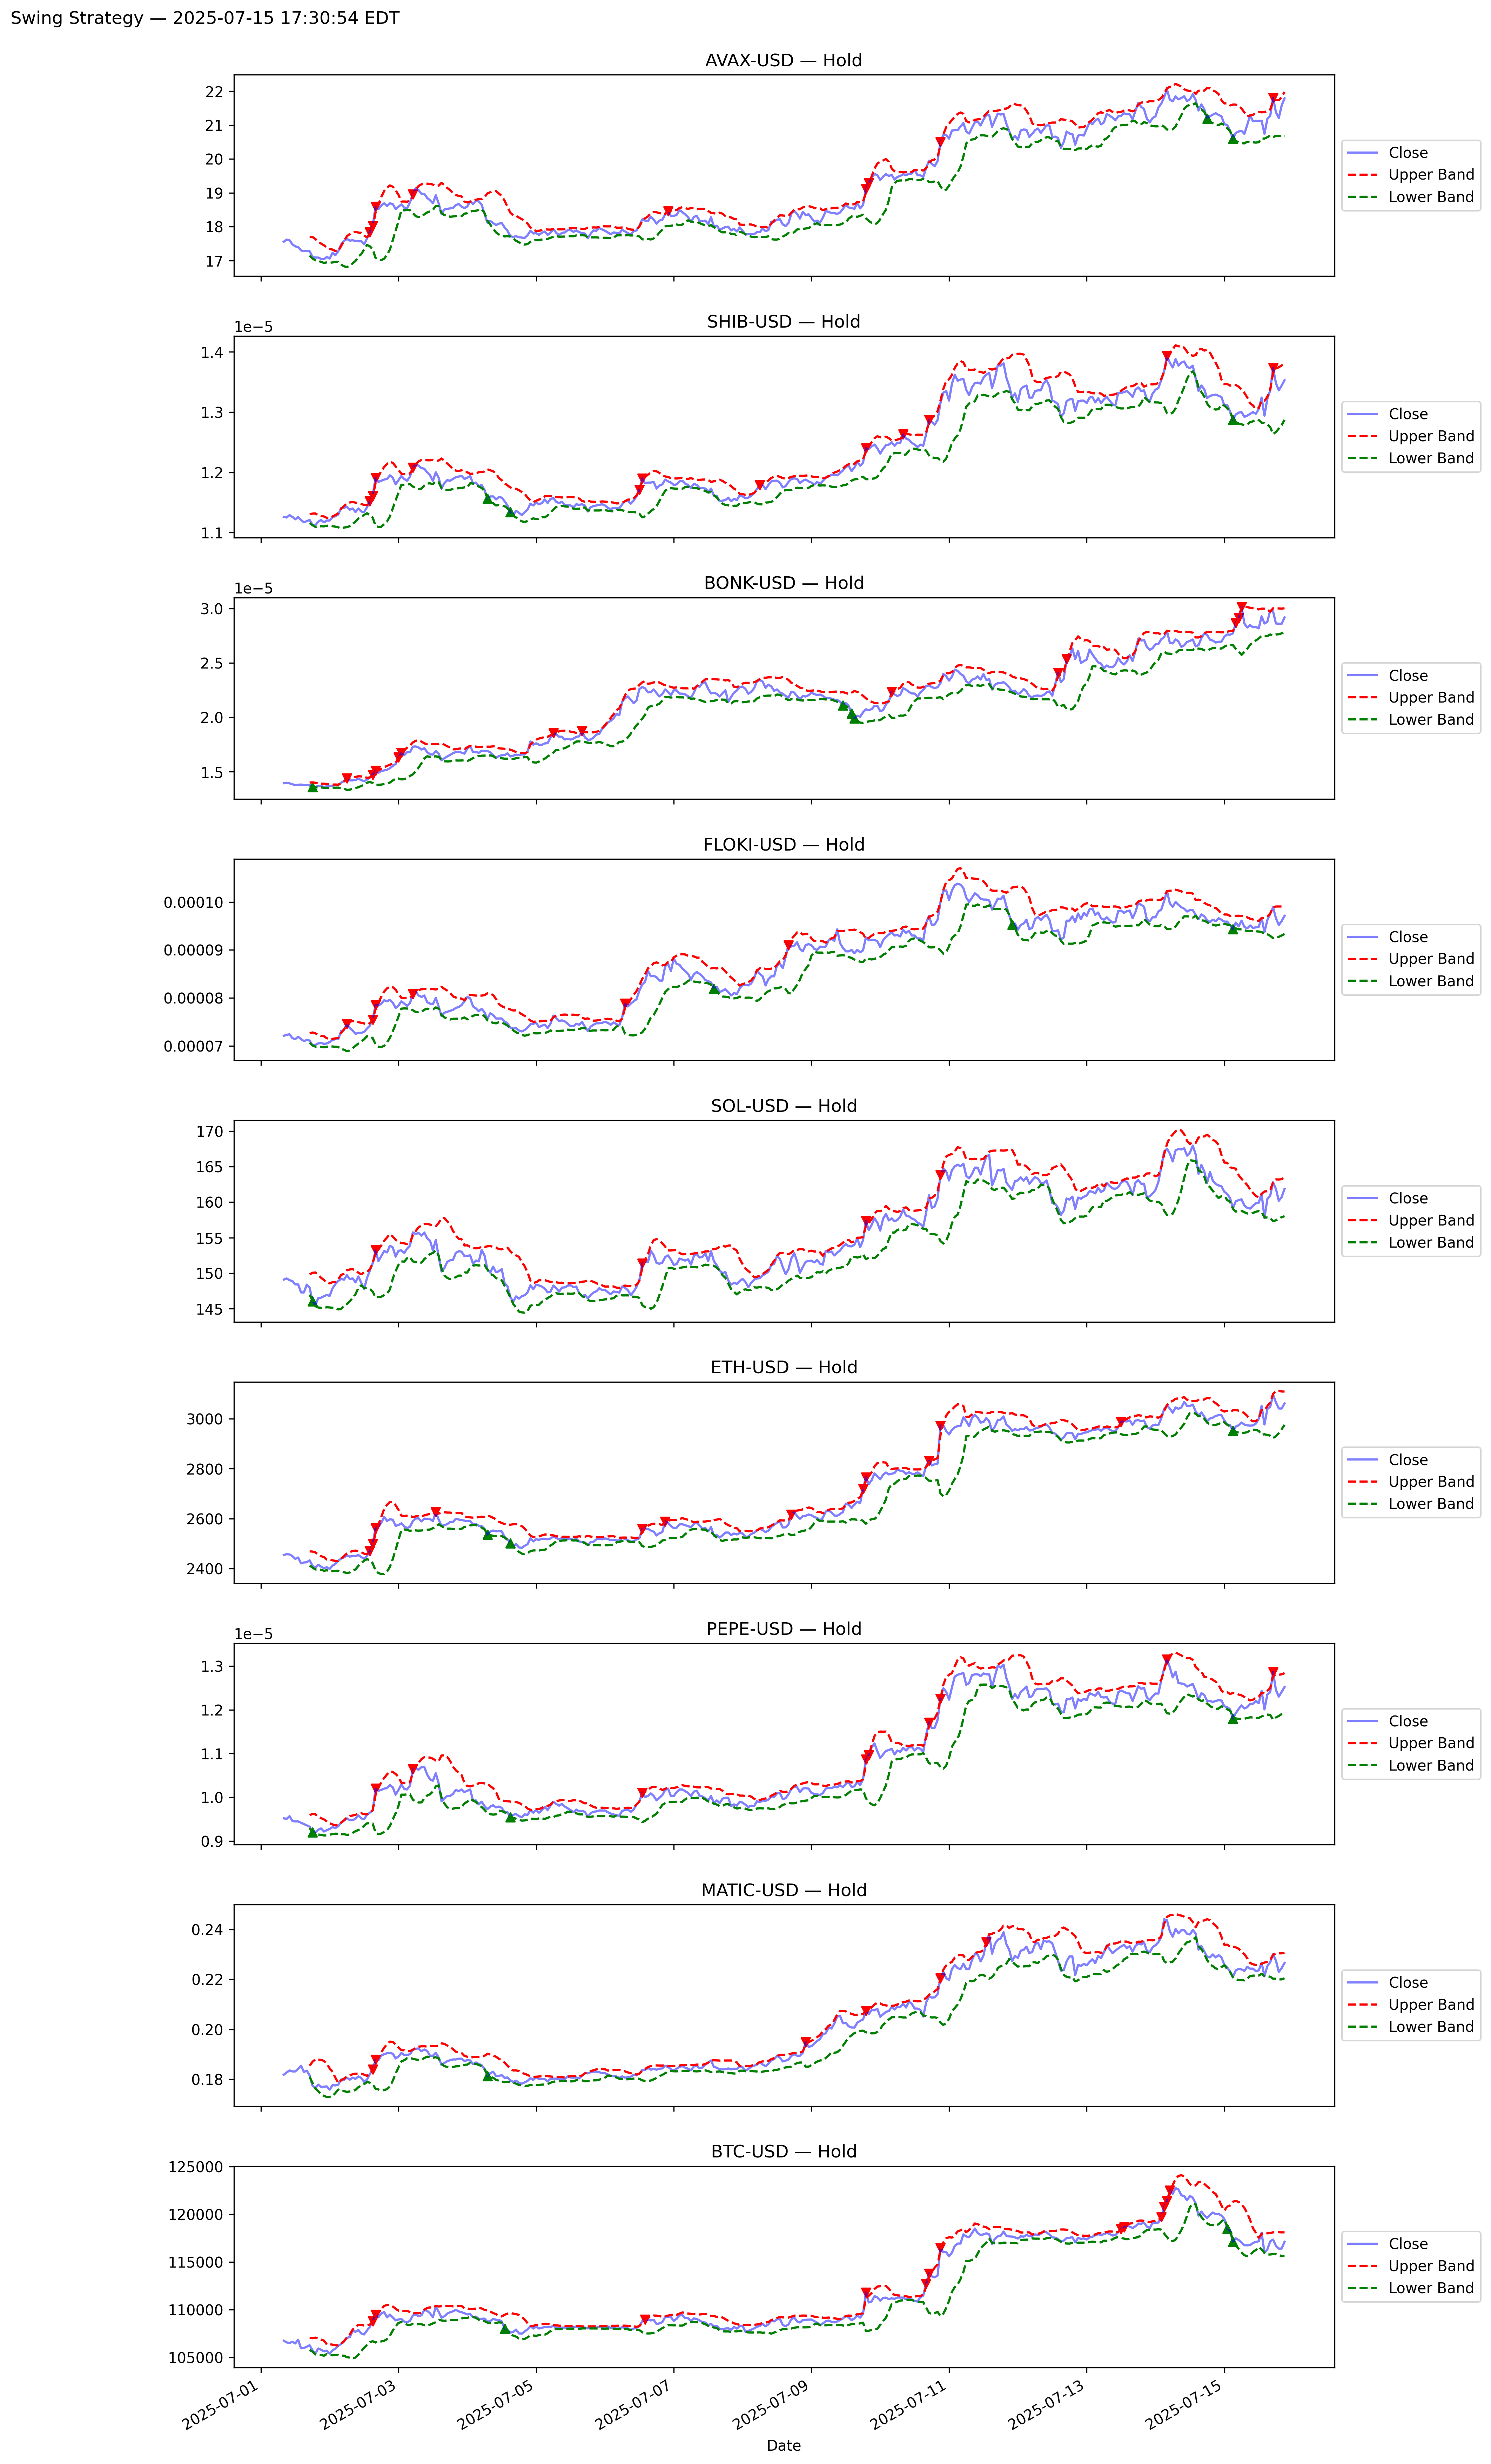 Swing Strategy — 2025-07-15 17:30:54 EDT
AVAX-USD — Hold
22
21
20
19
18
17
Close
Upper Band
Lower Band
SHIB-USD — Hold
1e−5
1.4
1.3
1.2
1.1
Close
Upper Band
Lower Band
BONK-USD — Hold
1e−5
3.0
2.5
2.0
1.5
Close
Upper Band
Lower Band
FLOKI-USD — Hold
0.00010
0.00009
0.00008
0.00007
Close
Upper Band
Lower Band
SOL-USD — Hold
170
165
160
155
150
145
Close
Upper Band
Lower Band
ETH-USD — Hold
3000
2800
2600
2400
Close
Upper Band
Lower Band
PEPE-USD — Hold
1e−5
1.3
1.2
1.1
1.0
0.9
Close
Upper Band
Lower Band
MATIC-USD — Hold
0.24
0.22
0.20
0.18
Close
Upper Band
Lower Band
BTC-USD — Hold
125000
120000
115000
110000
105000
Close
Upper Band
Lower Band
2025-07-01
2025-07-03
2025-07-05
2025-07-07
2025-07-09
2025-07-11
2025-07-13
2025-07-15
Date